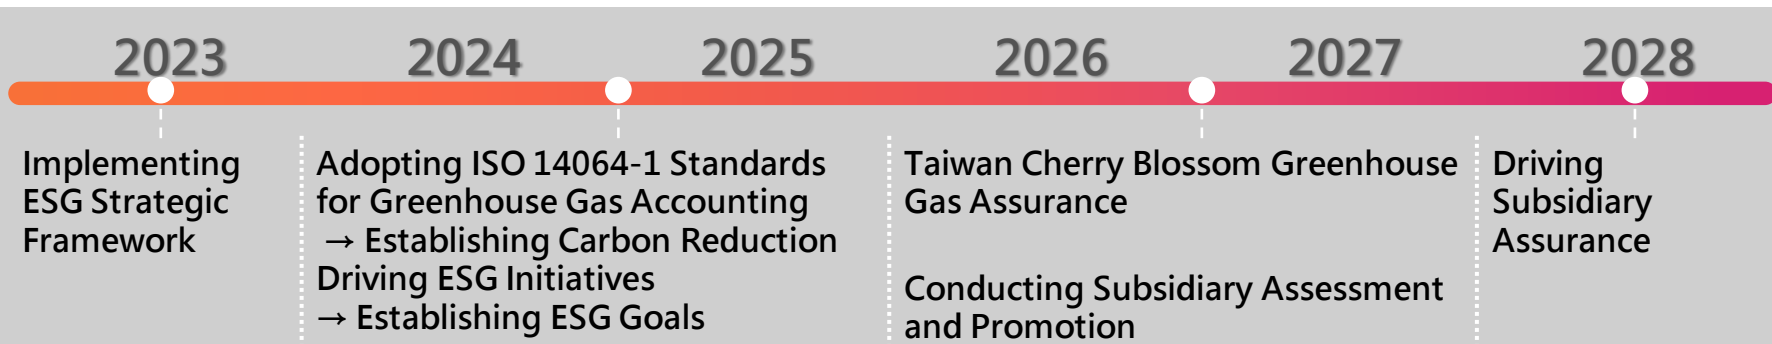 2023 2024 2025 2026 2027 2028
Implementing
ESG Strategic
Framework
Adopting ISO 14064-1 Standards
for Greenhouse Gas Accounting
→ Establishing Carbon Reduction
Driving ESG Initiatives
→ Establishing ESG Goals
Taiwan Cherry Blossom Greenhouse
Gas Assurance
Conducting Subsidiary Assessment
and Promotion
Driving
Subsidiary
Assurance